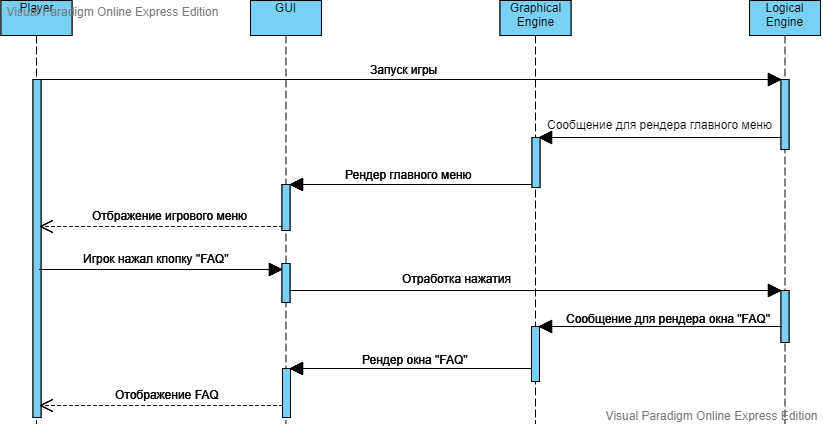 Player
Visual Paradigm Online Express Edition
GUI
Graphical
Engine
Logical
Engine
Запуск игры
Сообщение для рендера главного меню
Рендер главного меню
Отбражение игрового меню
Игрок нажал кпопку "FAQ"
Отработка нажатия
Сообщение для рендера окна "FAQ"
Рендер окна "FAQ"
Отображение FAQ
Visual Paradigm Online Express Edition